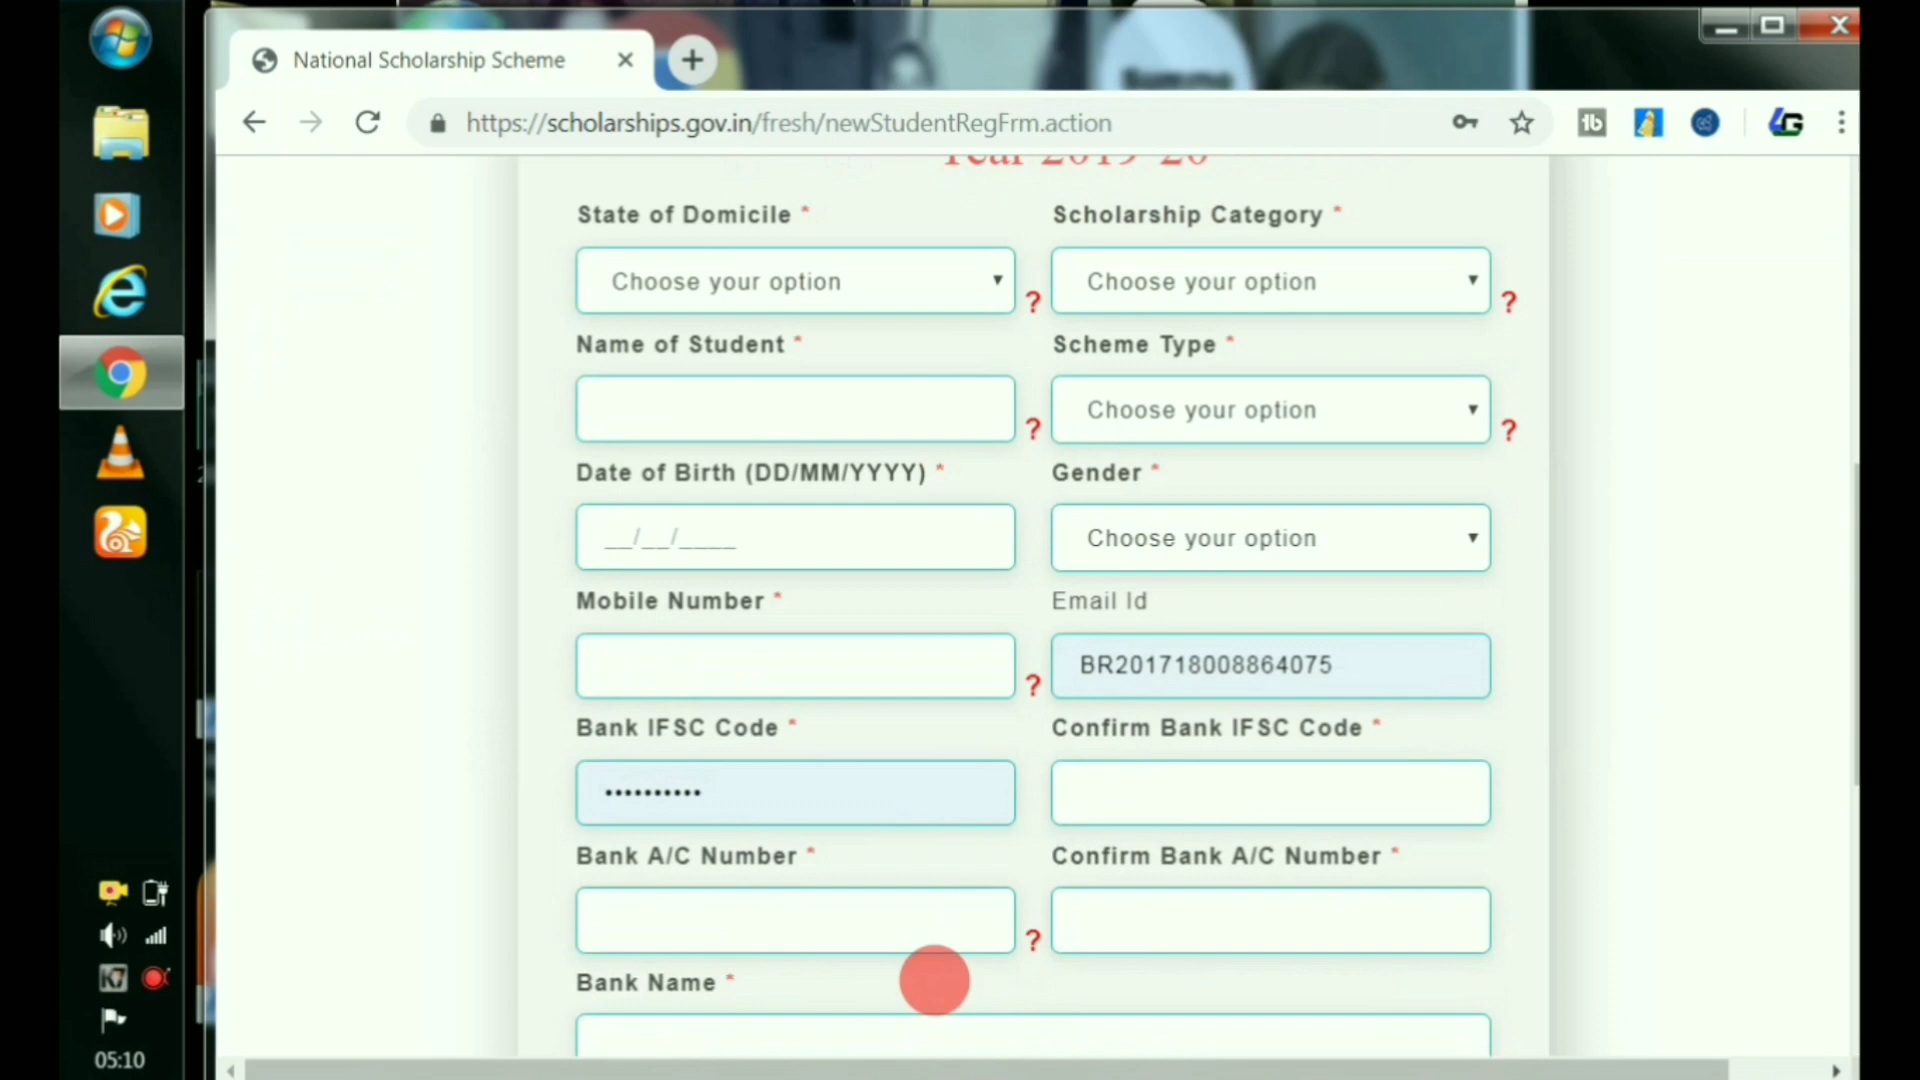 National Scholarship Scheme
https://scholarships.gov.in/fresh/newStudentRegFrm.action
Year 2019-20
State of Domicile *
Scholarship Category *
Choose your option
?
Choose your option
?
Name of Student *
Scheme Type *
?
Choose your option
?
Date of Birth (DD/MM/YYYY) *
Gender *
__/__/____
Choose your option
Mobile Number *
Email Id
?
BR201718008864075
Bank IFSC Code *
Confirm Bank IFSC Code *
••••••••••
Bank A/C Number *
Confirm Bank A/C Number *
?
Bank Name *
05:10